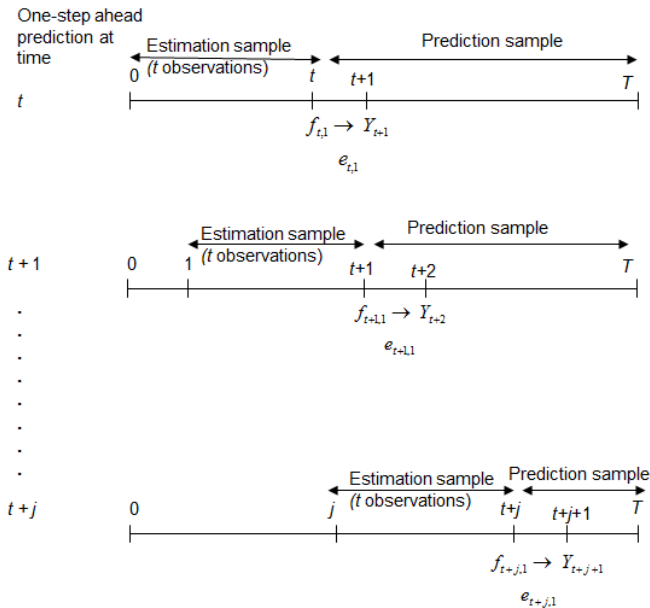 One-step ahead
prediction at
time
Estimation sample
(t observations)
Prediction sample
0 t t+1 T
t
f_{t,1} → Y_{t+1}
e_{t,1}
Estimation sample
(t observations)
Prediction sample
t+1 0 1 t+1 t+2 T
f_{t+1,1} → Y_{t+2}
e_{t+1,1}
.
.
.
.
.
.
.
.
Estimation sample
(t observations)
Prediction sample
t+j 0 j t+j t+j+1 T
f_{t+j,1} → Y_{t+j+1}
e_{t+j,1}